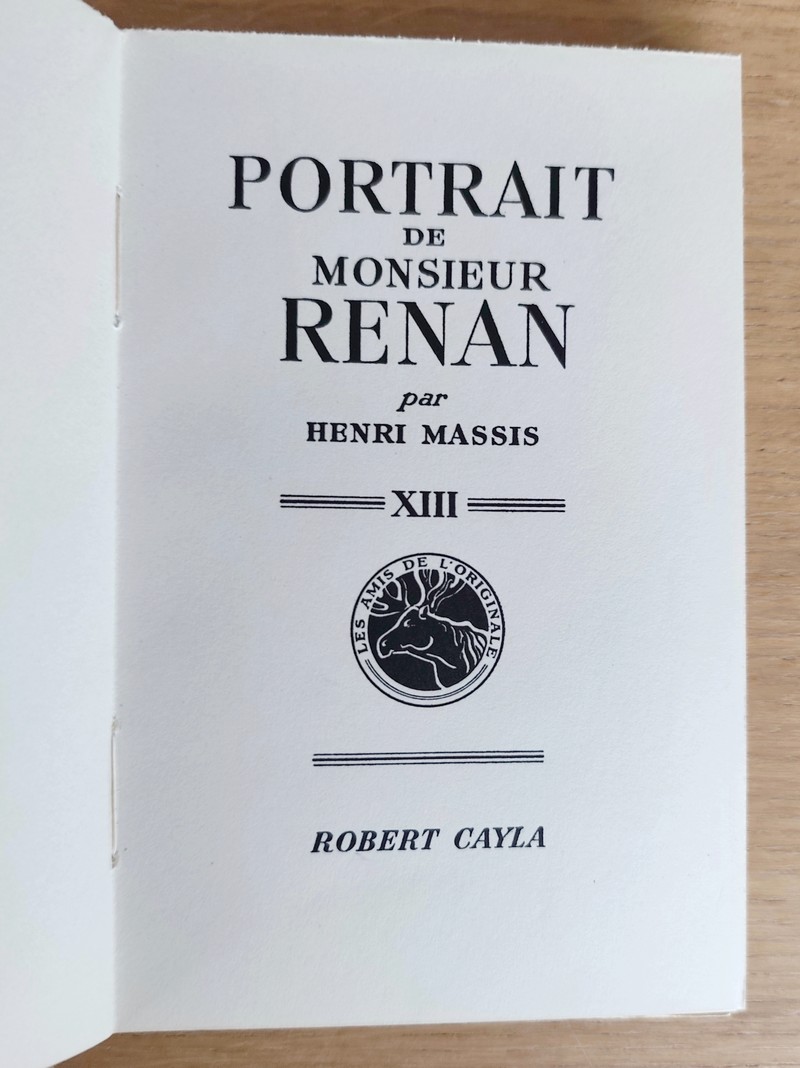 PORTRAIT
DE
MONSIEUR
RENAN
par
HENRI MASSIS
XIII
LES AMIS DE L'ORIGINALE
ROBERT CAYLA